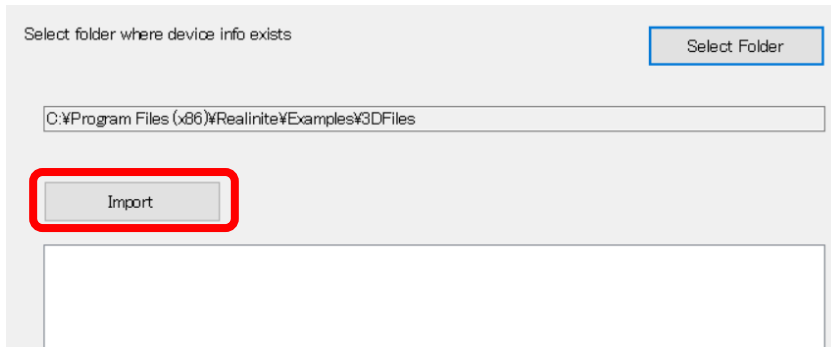 Select folder where device info exists
Select Folder
C:¥Program Files (x86)¥Realinite¥Examples¥3DFiles
Import